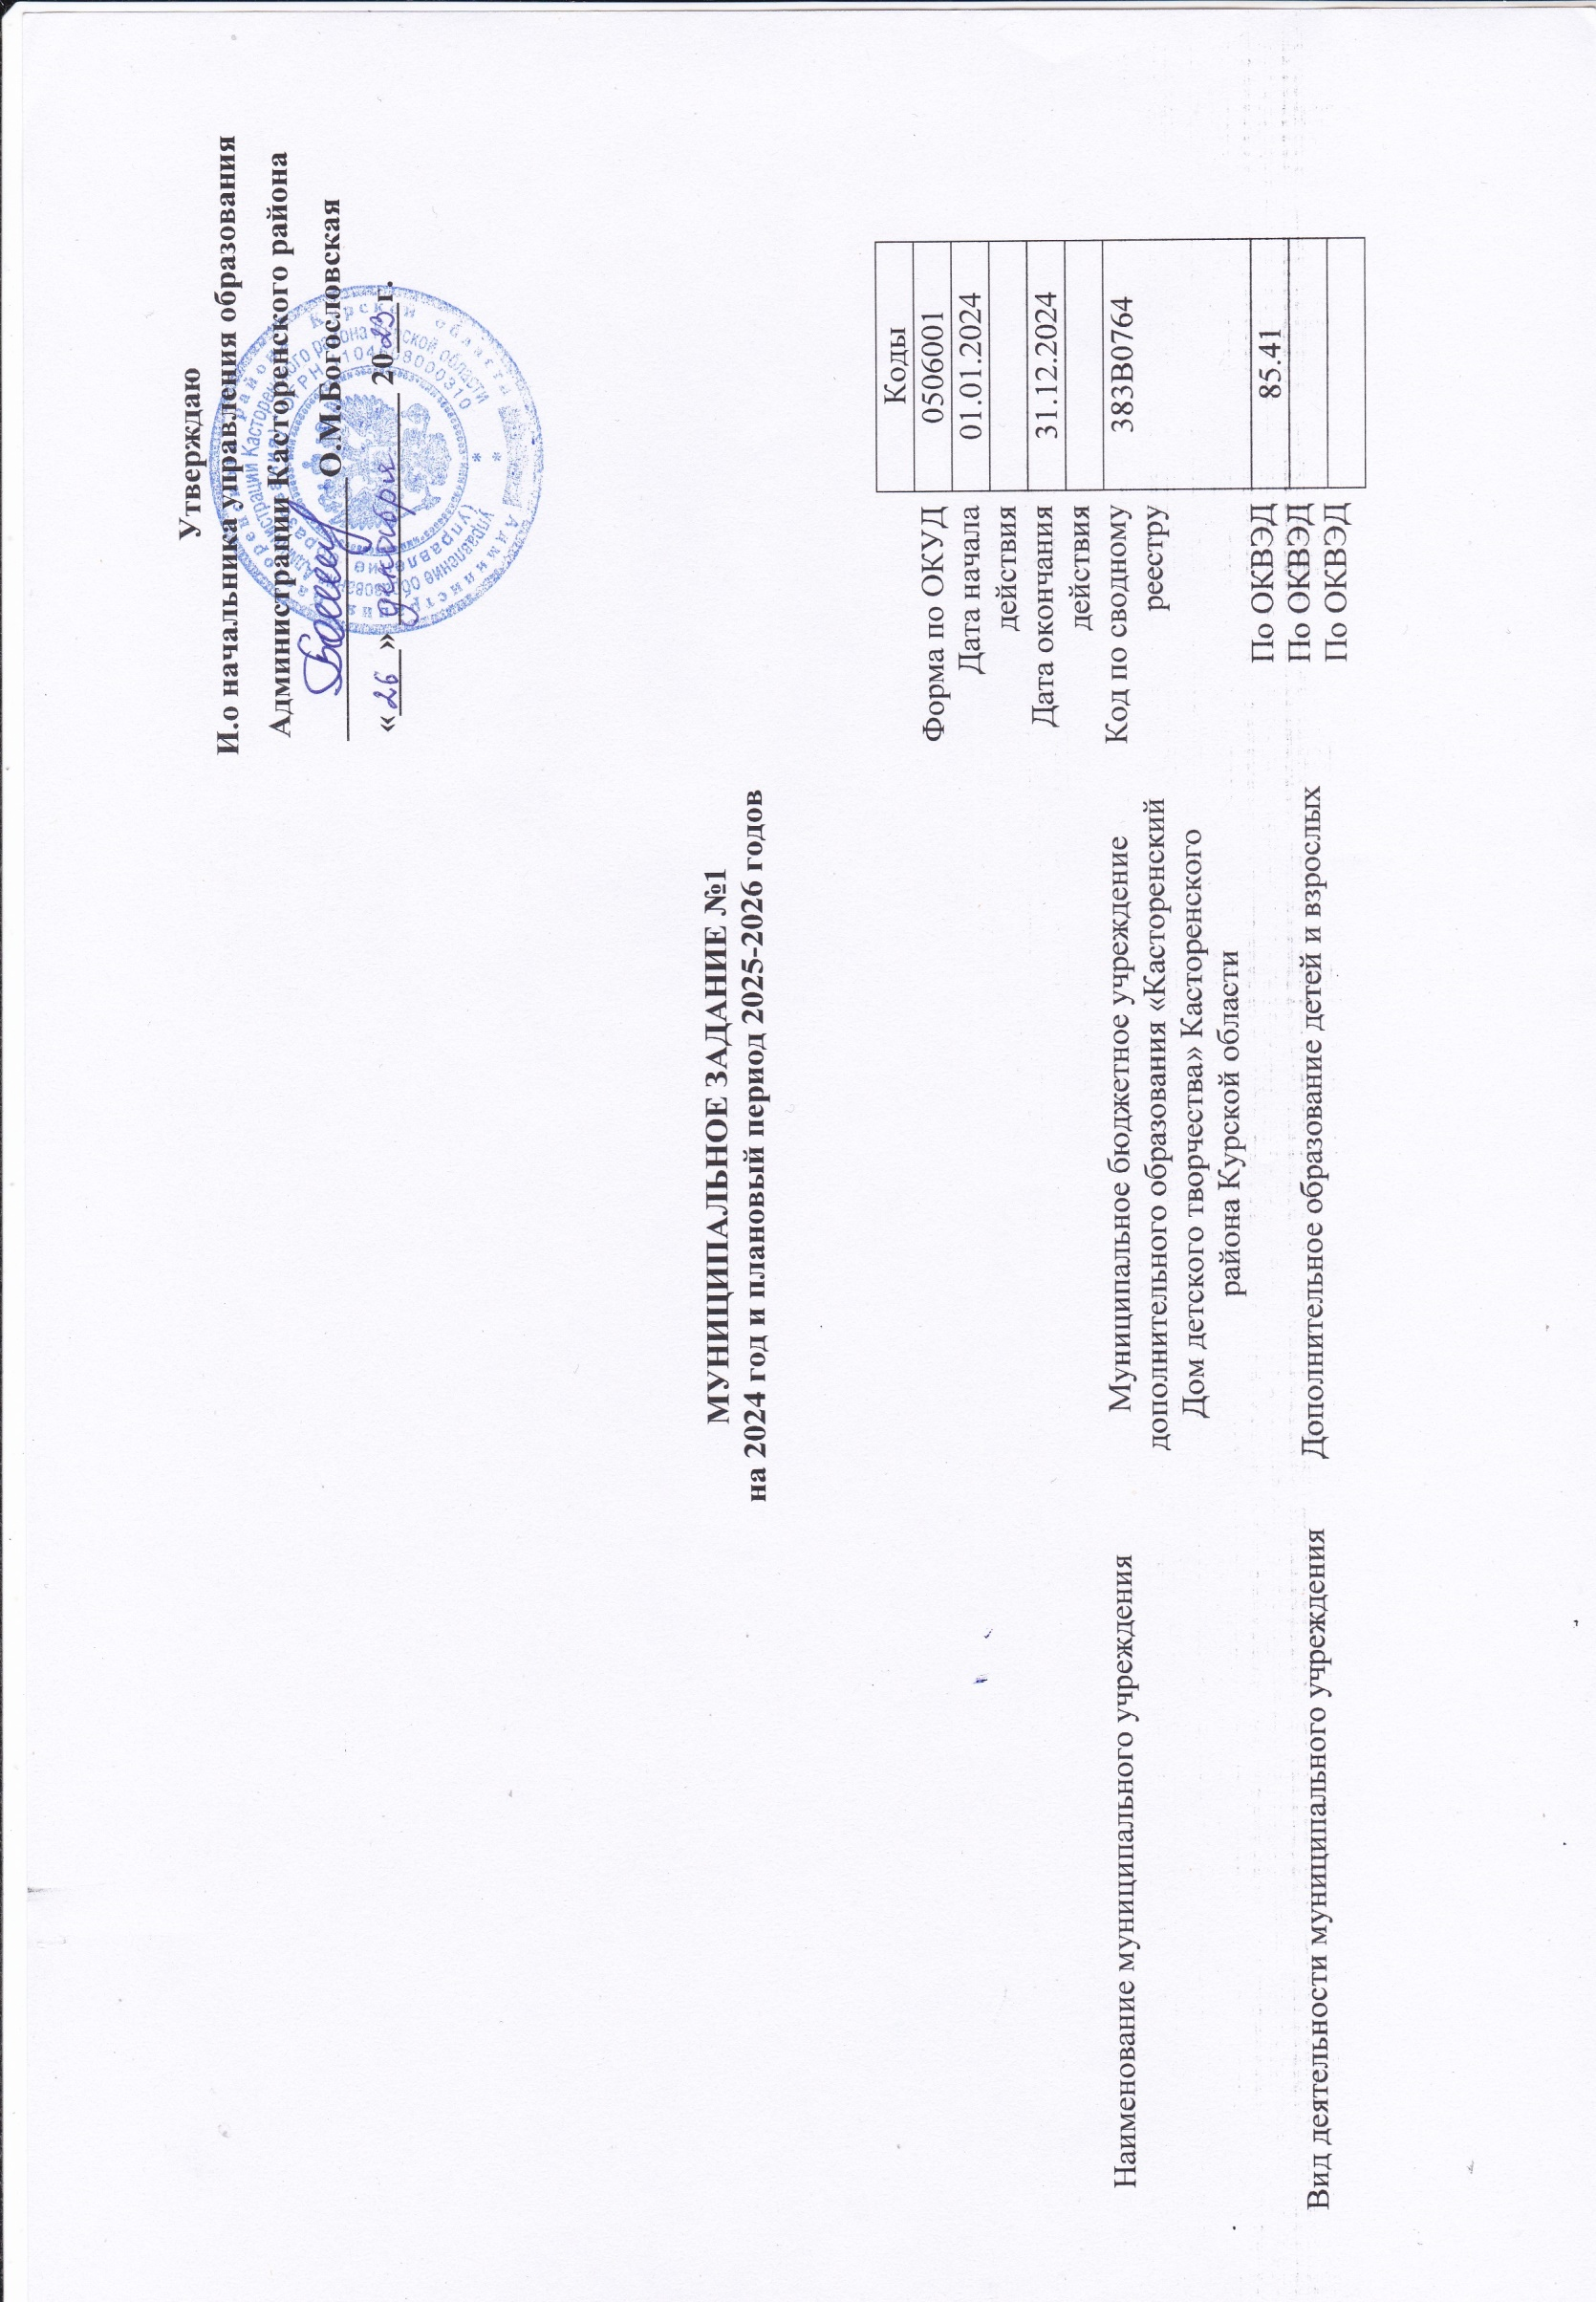 Утверждаю
И.о начальника управления образования
Администрации Касторенского района
О.М.Богословская
«26» декабря 2023 г.
МУНИЦИПАЛЬНОЕ ЗАДАНИЕ №1
на 2024 год и плановый период 2025-2026 годов
Коды
Форма по ОКУД 0506001
Дата начала 01.01.2024
действия
Дата окончания 31.12.2024
действия
Наименование муниципального учреждения Муниципальное бюджетное учреждение Код по сводному 383В0764
дополнительного образования «Касторенский реестру
Дом детского творчества» Касторенского
района Курской области
По ОКВЭД 85.41
Вид деятельности муниципального учреждения Дополнительное образование детей и взрослых По ОКВЭД
По ОКВЭД